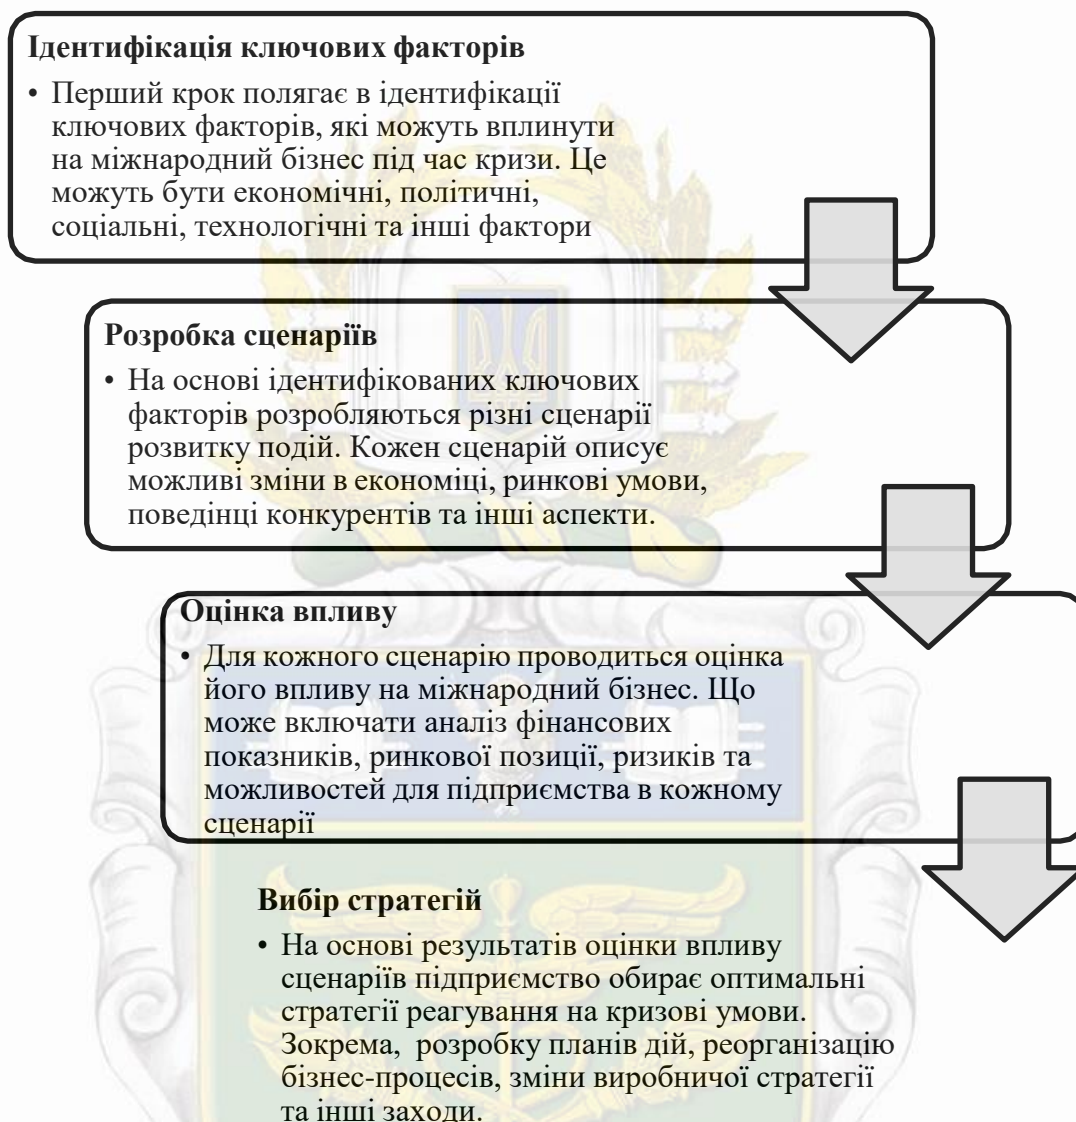 Ідентифікація ключових факторів
• Перший крок полягає в ідентифікації
ключових факторів, які можуть вплинути
на міжнародний бізнес під час кризи. Це
можуть бути економічні, політичні,
соціальні, технологічні та інші фактори
Розробка сценаріїв
• На основі ідентифікованих ключових
факторів розробляються різні сценарії
розвитку подій. Кожен сценарій описує
можливі зміни в економіці, ринкові умови,
поведінці конкурентів та інші аспекти.
Оцінка впливу
• Для кожного сценарію проводиться оцінка
його впливу на міжнародний бізнес. Що
може включати аналіз фінансових
показників, ринкової позиції, ризиків та
можливостей для підприємства в кожному
сценарії
Вибір стратегій
• На основі результатів оцінки впливу
сценаріїв підприємство обирає оптимальні
стратегії реагування на кризові умови.
Зокрема, розробку планів дій, реорганізацію
бізнес-процесів, зміни виробничої стратегії
та інші заходи.